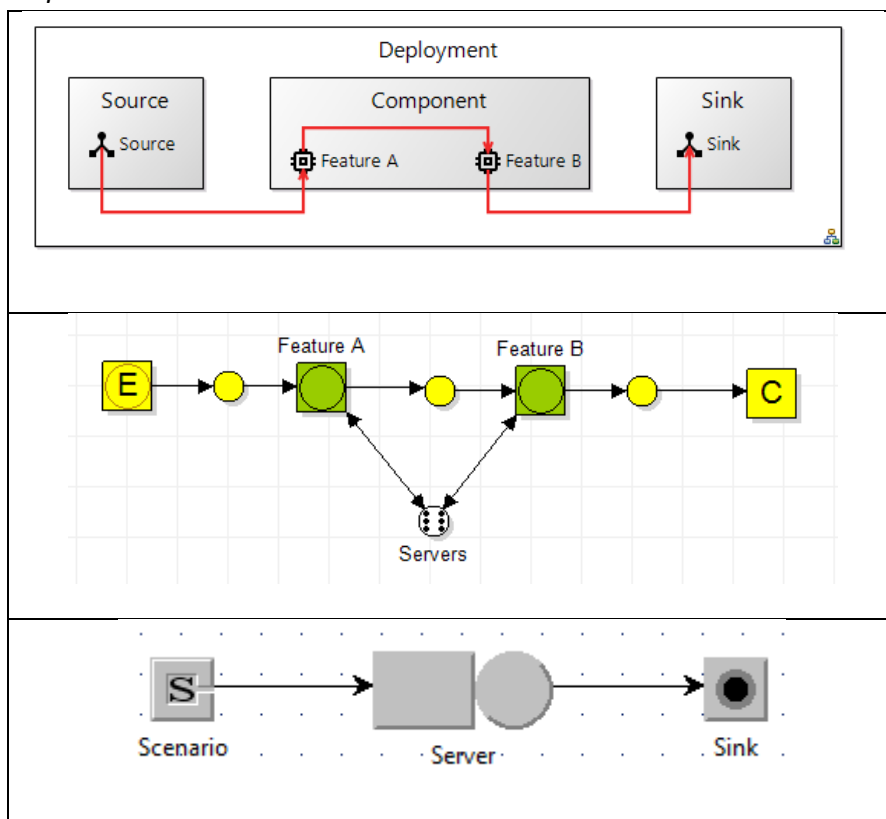 Deployment
Source Component Sink
Source Feature A Feature B Sink
Feature A Feature B
E C
Servers
S
Scenario Server Sink